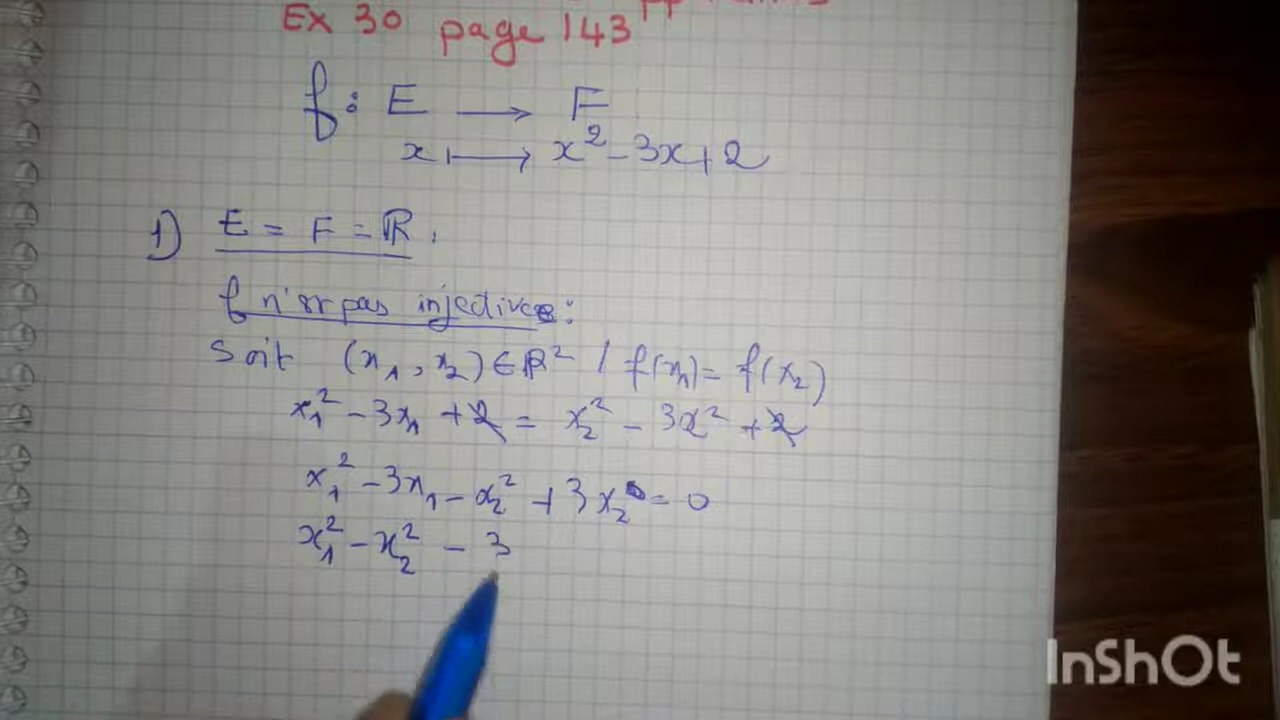 Ex 30 page 143
f: E ⟶ F
x ⟼ x² - 3x + 2
1) E = F = ℝ.
f n'est pas injective :
Soit (x₁, x₂) ∈ ℝ² / f(x₁) = f(x₂)
x₁² - 3x₁ + 2 = x₂² - 3x² + 2
x₁² - 3x₁ - x₂² + 3x₂ = 0
x₁² - x₂² - 3
InShOt